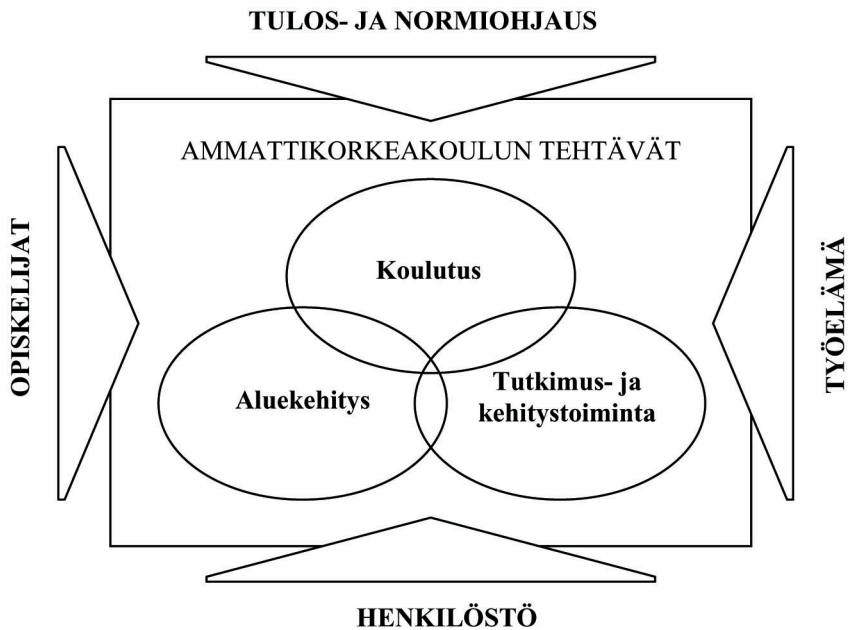 TULOS- JA NORMIOHJAUS
AMMATTIKORKEAKOULUN TEHTÄVÄT
OPISKELIJAT
Koulutus
TYÖELÄMÄ
Aluekehitys
Tutkimus- ja
kehitystoiminta
HENKILÖSTÖ